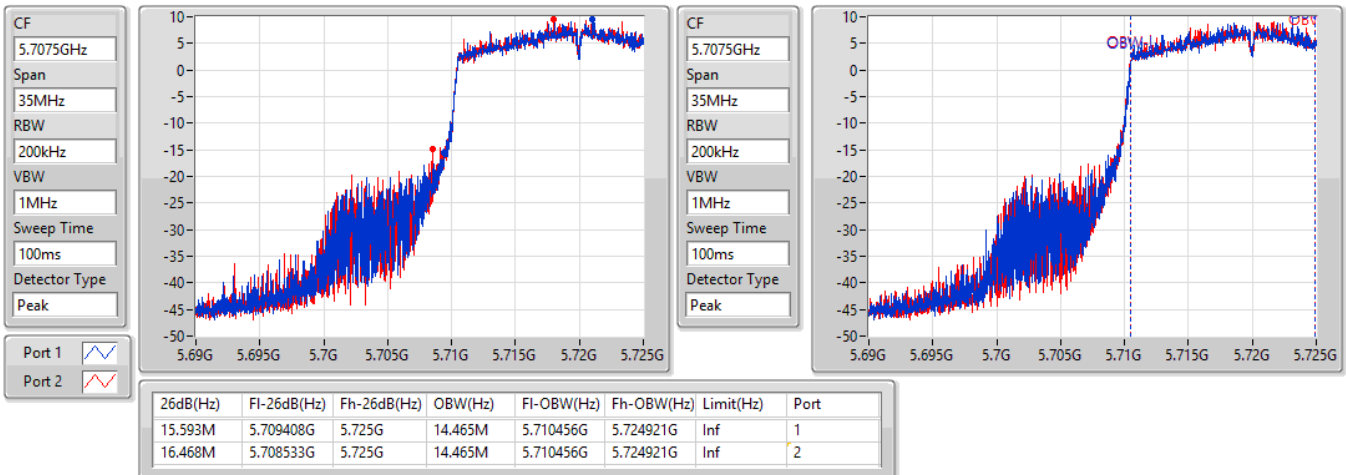 CF
5.7075GHz
Span
35MHz
RBW
200kHz
VBW
1MHz
Sweep Time
100ms
Detector Type
Peak
Port 1
Port 2
10
5
0
-5
-10
-15
-20
-25
-30
-35
-40
-45
-50
5.69G 5.695G 5.7G 5.705G 5.71G 5.715G 5.72G 5.725G
CF
5.7075GHz
Span
35MHz
RBW
200kHz
VBW
1MHz
Sweep Time
100ms
Detector Type
Peak
10
5
0
-5
-10
-15
-20
-25
-30
-35
-40
-45
-50
OBW
OBW
5.69G 5.695G 5.7G 5.705G 5.71G 5.715G 5.72G 5.725G
26dB(Hz) Fl-26dB(Hz) Fh-26dB(Hz) OBW(Hz) Fl-OBW(Hz) Fh-OBW(Hz) Limit(Hz) Port
15.593M 5.709408G 5.725G 14.465M 5.710456G 5.724921G Inf 1
16.468M 5.708533G 5.725G 14.465M 5.710456G 5.724921G Inf 2